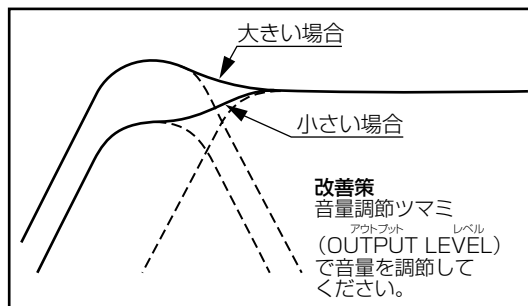 大きい場合
小さい場合
改善策
音量調節ツマミ
アウトプット レベル
(OUTPUT LEVEL)
で音量を調節して
ください。